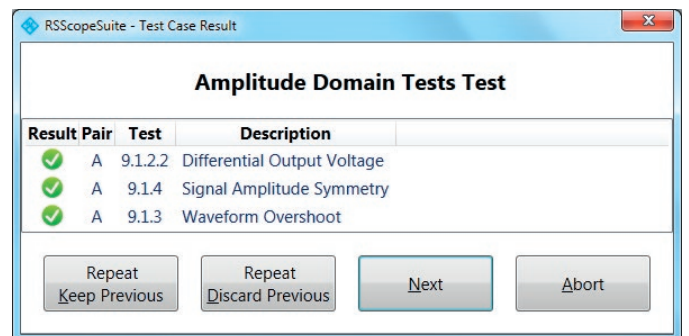 RSScopeSuite - Test Case Result
Amplitude Domain Tests Test
Result Pair Test Description
A 9.1.2.2 Differential Output Voltage
A 9.1.4 Signal Amplitude Symmetry
A 9.1.3 Waveform Overshoot
Repeat Keep Previous
Repeat Discard Previous
Next
Abort